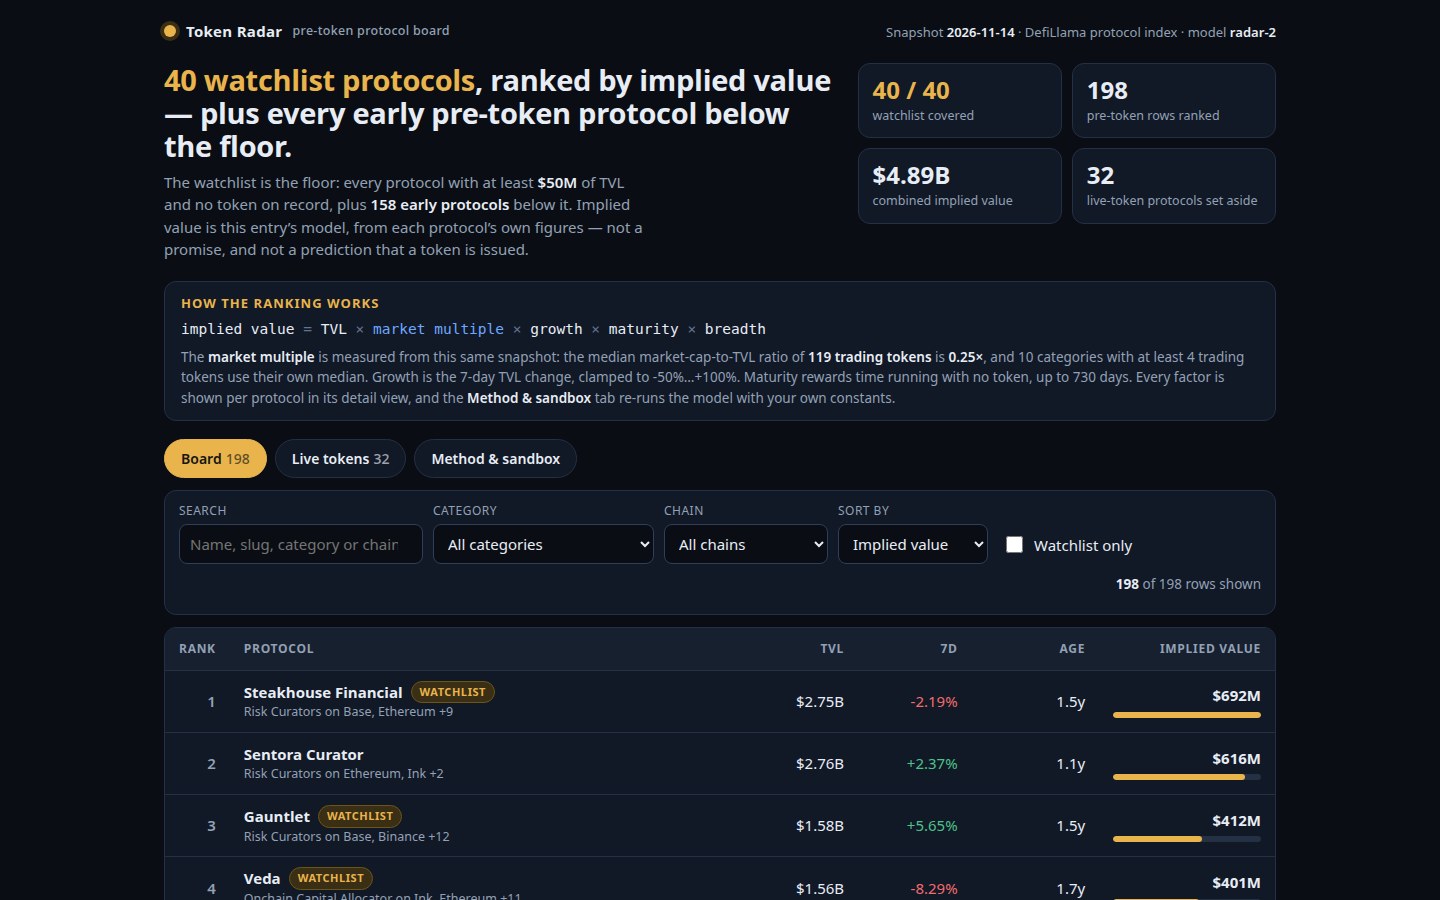 Token Radar pre-token protocol board
Snapshot 2026-11-14 · DefiLlama protocol index · model radar-2
40 watchlist protocols, ranked by implied value
— plus every early pre-token protocol below
the floor.
The watchlist is the floor: every protocol with at least $50M of TVL
and no token on record, plus 158 early protocols below it. Implied
value is this entry’s model, from each protocol’s own figures — not a
promise, and not a prediction that a token is issued.
40 / 40
watchlist covered
198
pre-token rows ranked
$4.89B
combined implied value
32
live-token protocols set aside
HOW THE RANKING WORKS
implied value = TVL × market multiple × growth × maturity × breadth
The market multiple is measured from this same snapshot: the median market-cap-to-TVL ratio of 119 trading tokens is 0.25×, and 10 categories with at least 4 trading
tokens use their own median. Growth is the 7-day TVL change, clamped to -50%…+100%. Maturity rewards time running with no token, up to 730 days. Every factor is
shown per protocol in its detail view, and the Method & sandbox tab re-runs the model with your own constants.
Board 198
Live tokens 32
Method & sandbox
SEARCH
CATEGORY
CHAIN
SORT BY
Name, slug, category or chain
All categories
All chains
Implied value
Watchlist only
198 of 198 rows shown
RANK PROTOCOL TVL 7D AGE IMPLIED VALUE
1 Steakhouse Financial WATCHLIST $2.75B -2.19% 1.5y $692M
Risk Curators on Base, Ethereum +9
2 Sentora Curator $2.76B +2.37% 1.1y $616M
Risk Curators on Ethereum, Ink +2
3 Gauntlet WATCHLIST $1.58B +5.65% 1.5y $412M
Risk Curators on Base, Binance +12
4 Veda WATCHLIST $1.56B -8.29% 1.7y $401M
Onchain Capital Allocator on Ink, Ethereum +11